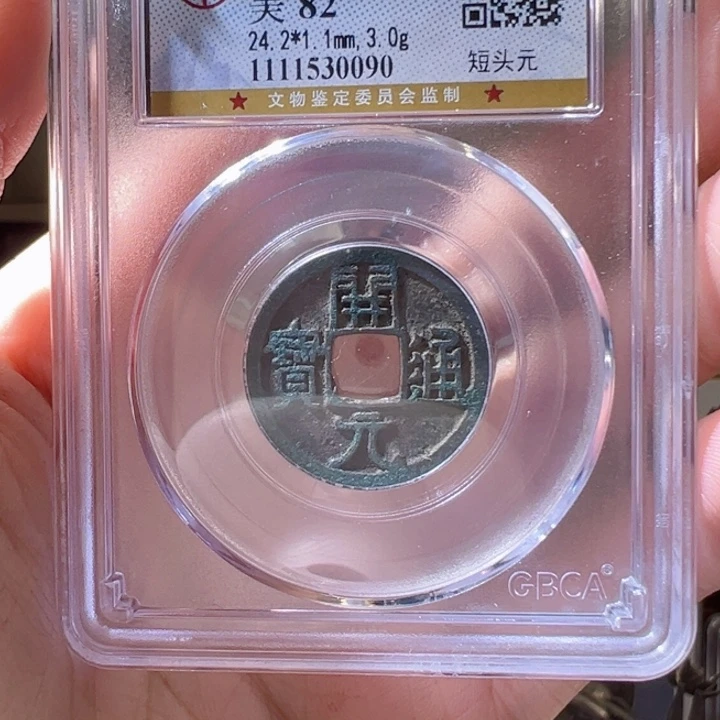 美 82
24.2*1.1mm, 3.0g
1111530090
短头元
★ 文物鉴定委员会监制 ★
開
寶 通
元
GBCA